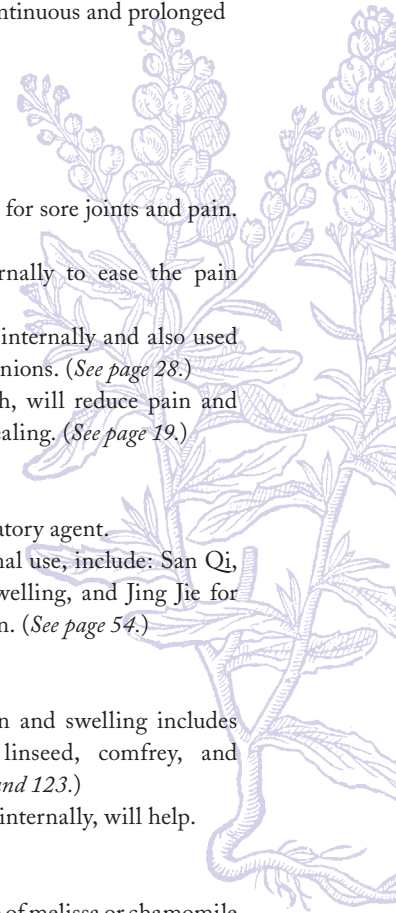 ntinuous and prolonged
for sore joints and pain.
rnally to ease the pain
internally and also used
nions. (See page 28.)
h, will reduce pain and
ealing. (See page 19.)
atory agent.
nal use, include: San Qi,
welling, and Jing Jie for
n. (See page 54.)
n and swelling includes
linseed, comfrey, and
nd 123.)
internally, will help.
of melissa or chamomile